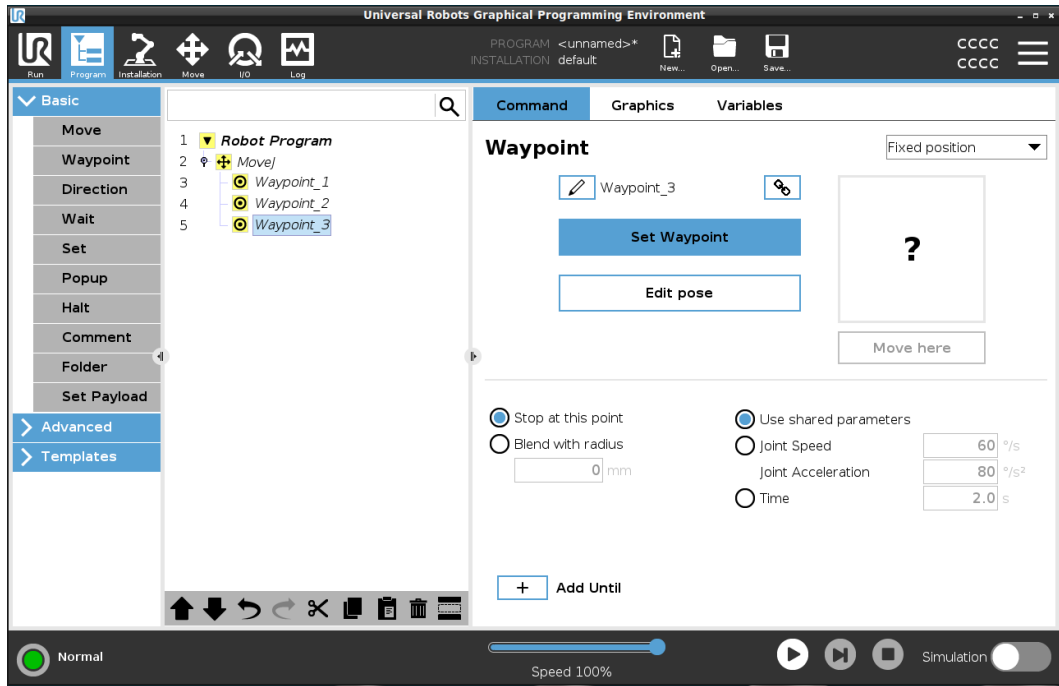 Universal Robots Graphical Programming Environment
UR
Run
Program
Installation
Move
I/O
Log
PROGRAM <unnamed>*
INSTALLATION default
New...
Open...
Save...
CCCC
CCCC
Basic
Move
Waypoint
Direction
Wait
Set
Popup
Halt
Comment
Folder
Set Payload
Advanced
Templates
1 Robot Program
2 MoveJ
3 Waypoint_1
4 Waypoint_2
5 Waypoint_3
Command Graphics Variables
Waypoint
Fixed position
Waypoint_3
Set Waypoint
Edit pose
?
Move here
Stop at this point
Blend with radius
0 mm
Use shared parameters
Joint Speed 60 °/s
Joint Acceleration 80 °/s²
Time 2.0 s
+ Add Until
Normal
Speed 100%
Simulation